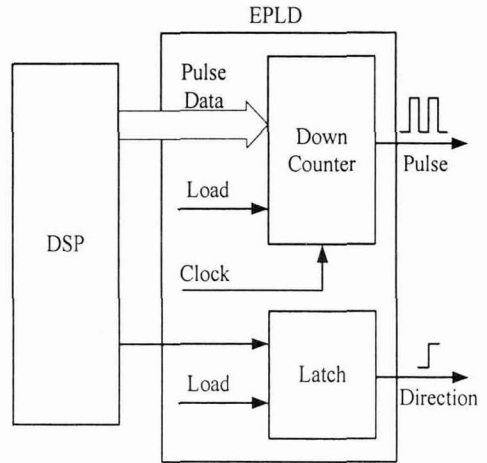 EPLD
Pulse
Data
Down
Counter
Pulse
Load
DSP
Clock
Load
Latch
Direction